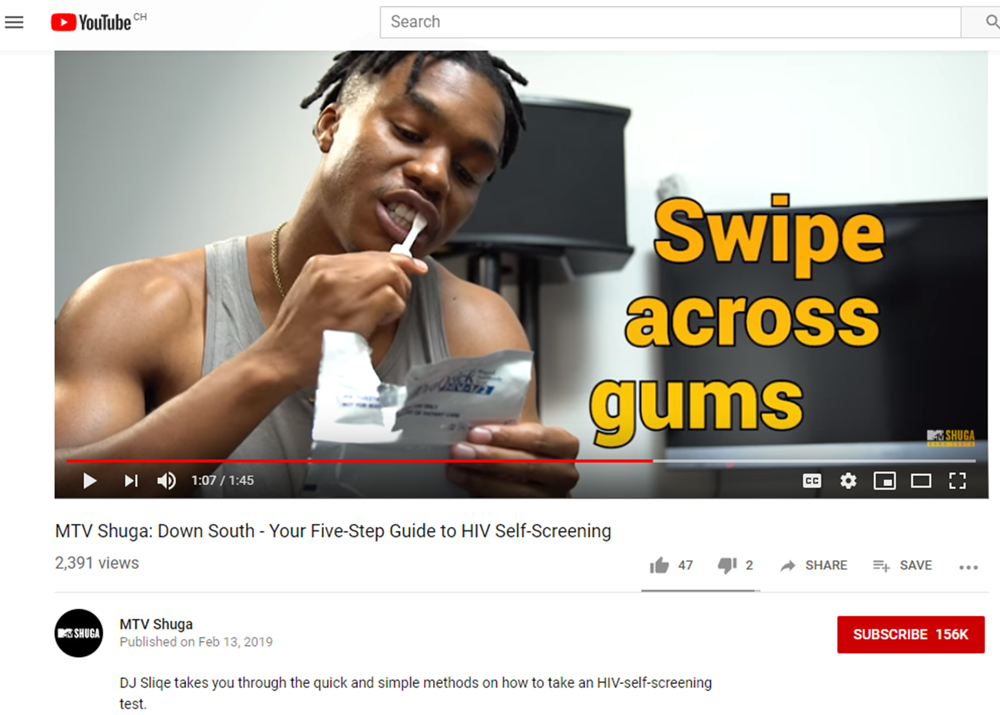 YouTube CH
Search
Swipe
across
gums
MTV SHUGA
1:07 / 1:45
CC
MTV Shuga: Down South - Your Five-Step Guide to HIV Self-Screening
2,391 views
47
2
SHARE
SAVE
MTV SHUGA
MTV Shuga
Published on Feb 13, 2019
SUBSCRIBE 156K
DJ Sliqe takes you through the quick and simple methods on how to take an HIV-self-screening
test.